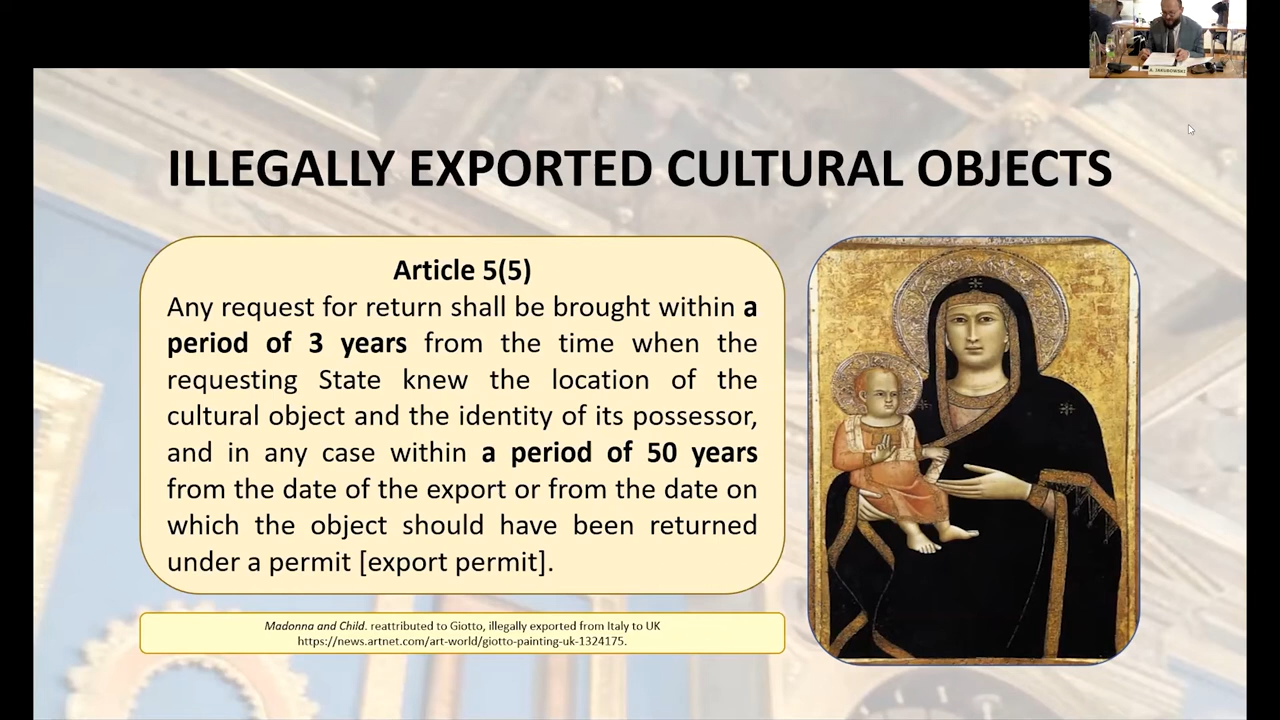 A. JAKUBOWSKI
ILLEGALLY EXPORTED CULTURAL OBJECTS
Article 5(5)
Any request for return shall be brought within a
period of 3 years from the time when the
requesting State knew the location of the
cultural object and the identity of its possessor,
and in any case within a period of 50 years
from the date of the export or from the date on
which the object should have been returned
under a permit [export permit].
Madonna and Child. reattributed to Giotto, illegally exported from Italy to UK
https://news.artnet.com/art-world/giotto-painting-uk-1324175.